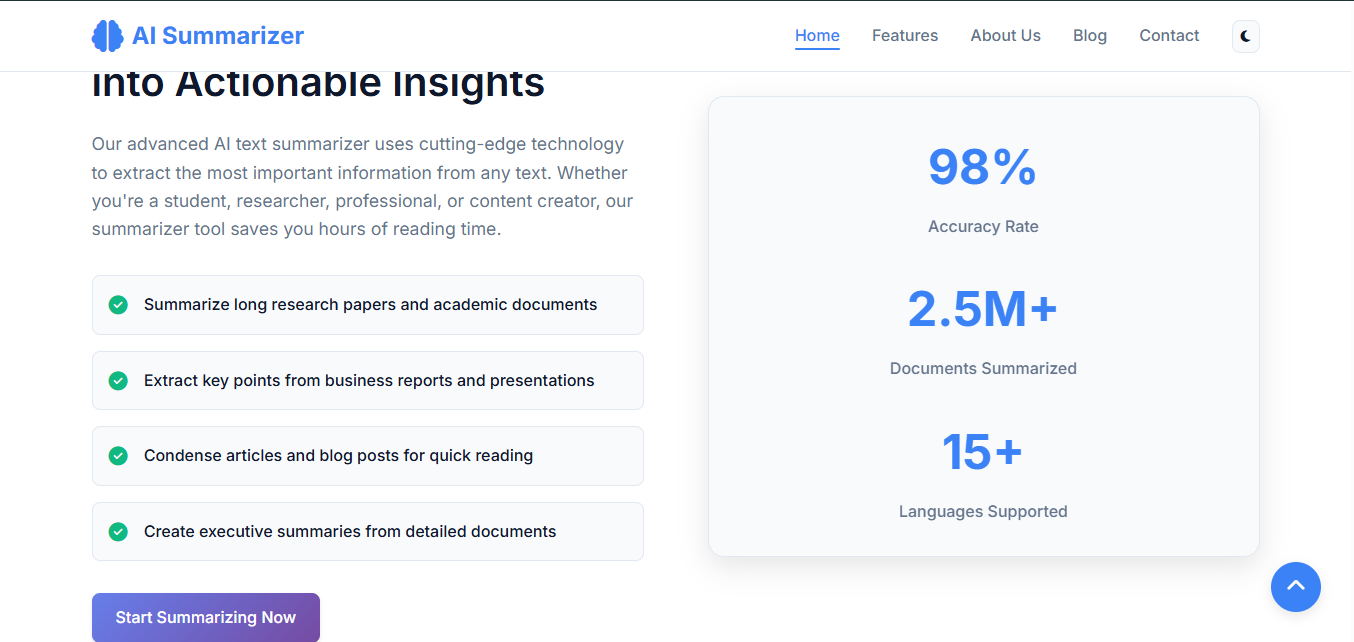 AI Summarizer
Home
Features
About Us
Blog
Contact
into Actionable Insights
Our advanced AI text summarizer uses cutting-edge technology
to extract the most important information from any text. Whether
you're a student, researcher, professional, or content creator, our
summarizer tool saves you hours of reading time.
Summarize long research papers and academic documents
Extract key points from business reports and presentations
Condense articles and blog posts for quick reading
Create executive summaries from detailed documents
Start Summarizing Now
98%
Accuracy Rate
2.5M+
Documents Summarized
15+
Languages Supported